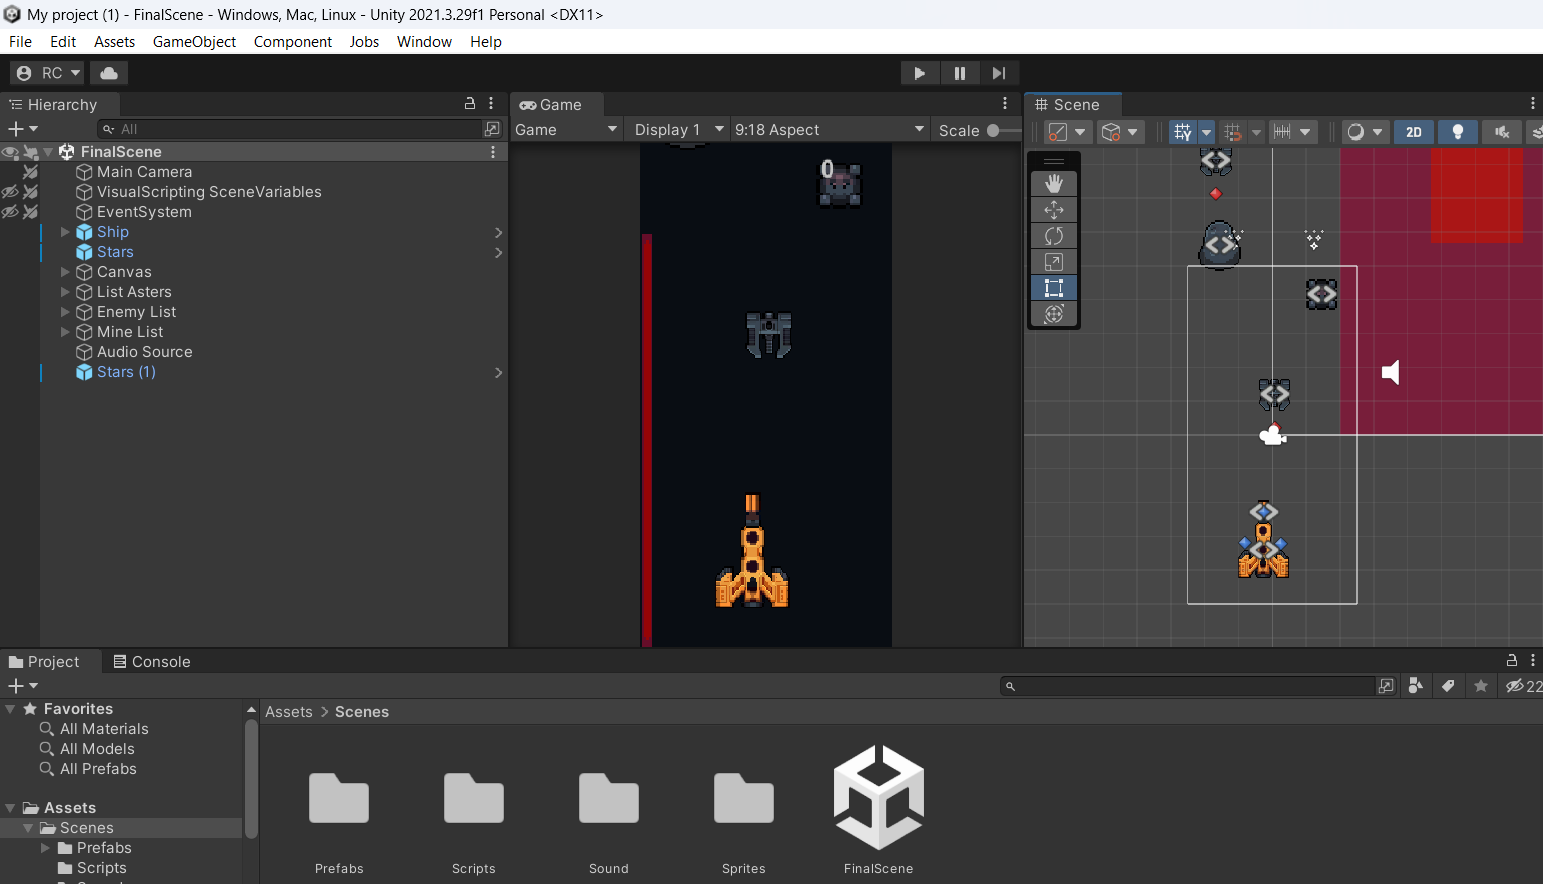 My project (1) - FinalScene - Windows, Mac, Linux - Unity 2021.3.29f1 Personal <DX11>
File Edit Assets GameObject Component Jobs Window Help
RC
Hierarchy
All
FinalScene
Main Camera
VisualScripting SceneVariables
EventSystem
Ship
Stars
Canvas
List Asters
Enemy List
Mine List
Audio Source
Stars (1)
Game
Game Display 1 9:18 Aspect Scale
0
Scene
2D
Project Console
22
Favorites
All Materials
All Models
All Prefabs
Assets
Scenes
Prefabs
Scripts
Assets > Scenes
Prefabs Scripts Sound Sprites FinalScene